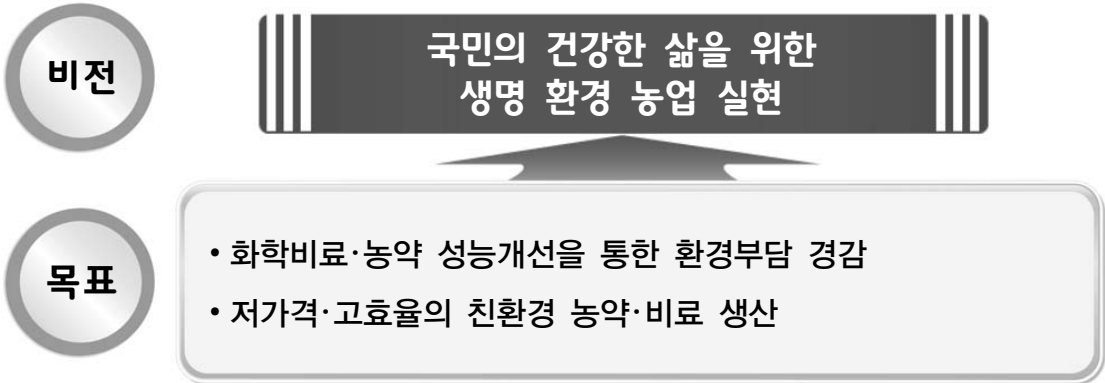 비전
국민의 건강한 삶을 위한
생명 환경 농업 실현
목표
• 화학비료·농약 성능개선을 통한 환경부담 경감
• 저가격·고효율의 친환경 농약·비료 생산